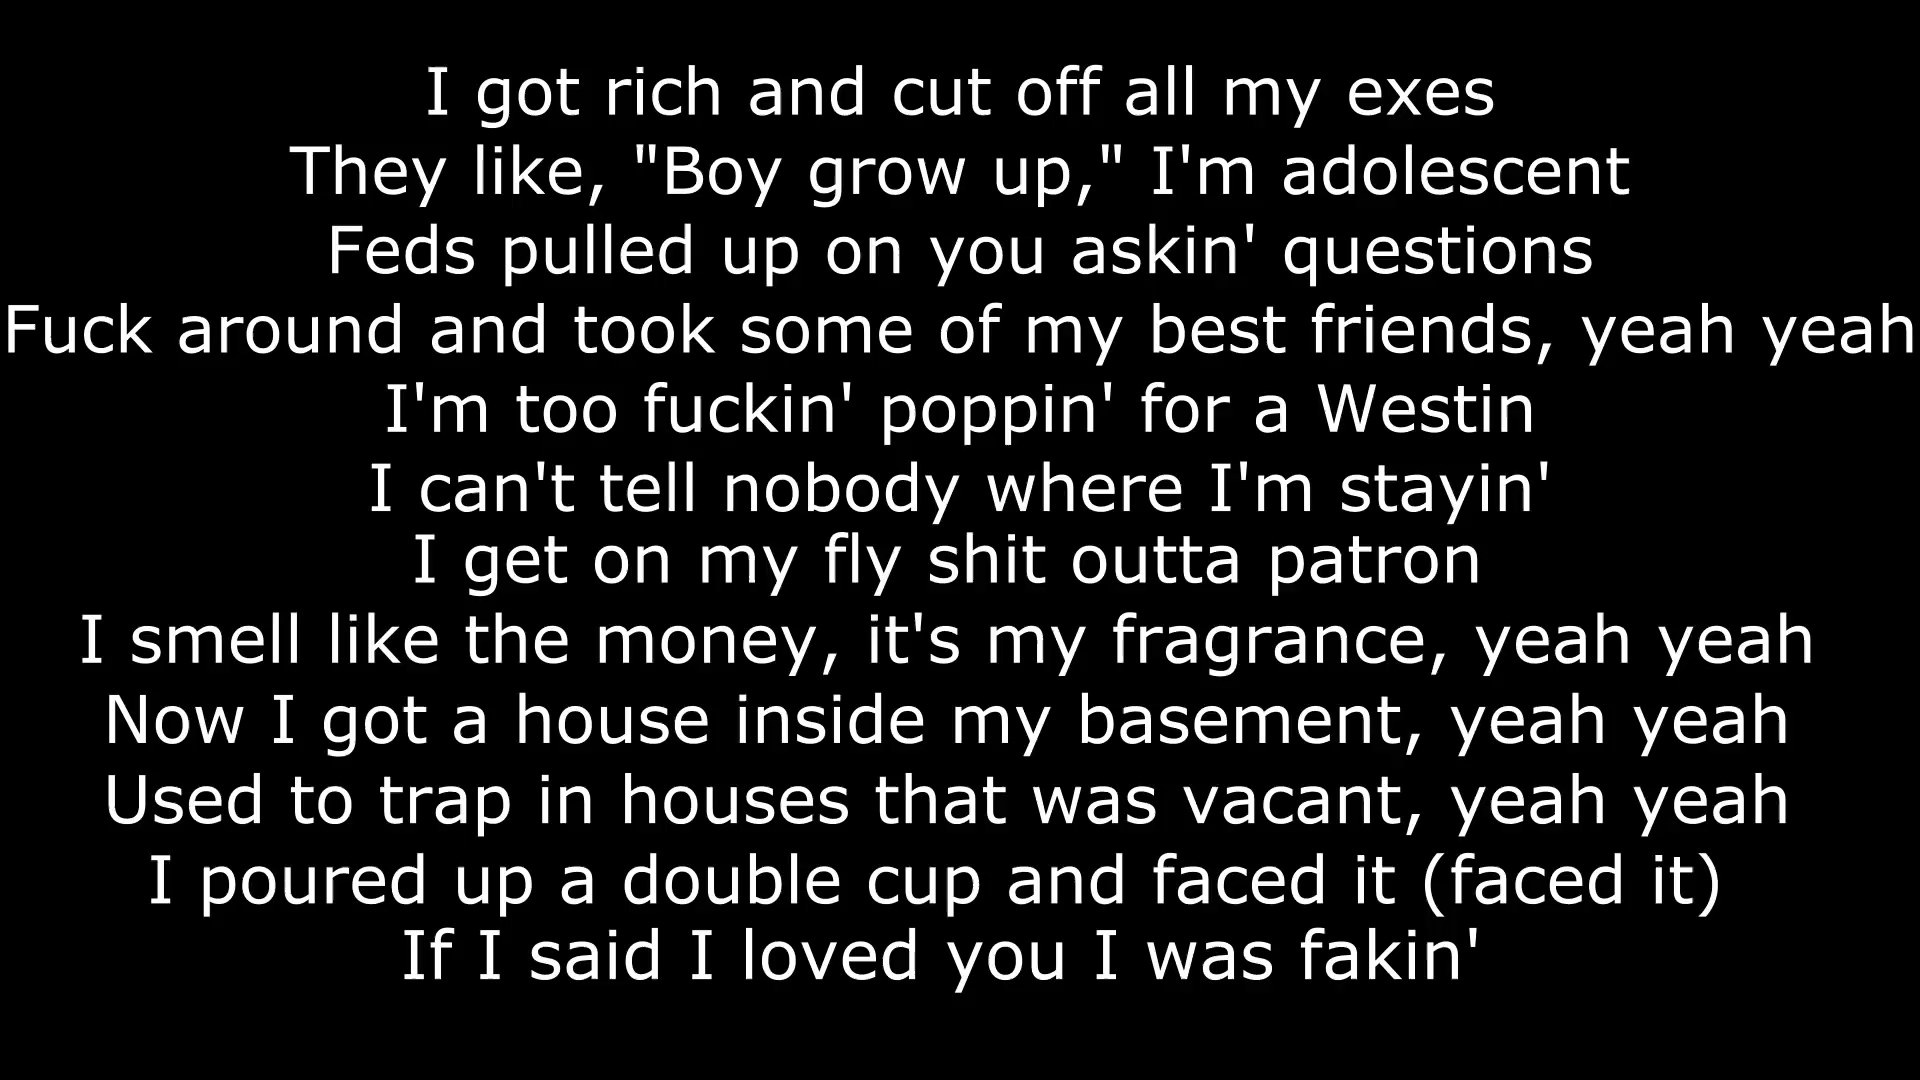 I got rich and cut off all my exes
They like, "Boy grow up," I'm adolescent
Feds pulled up on you askin' questions
Fuck around and took some of my best friends, yeah yeah
I'm too fuckin' poppin' for a Westin
I can't tell nobody where I'm stayin'
I get on my fly shit outta patron
I smell like the money, it's my fragrance, yeah yeah
Now I got a house inside my basement, yeah yeah
Used to trap in houses that was vacant, yeah yeah
I poured up a double cup and faced it (faced it)
If I said I loved you I was fakin'